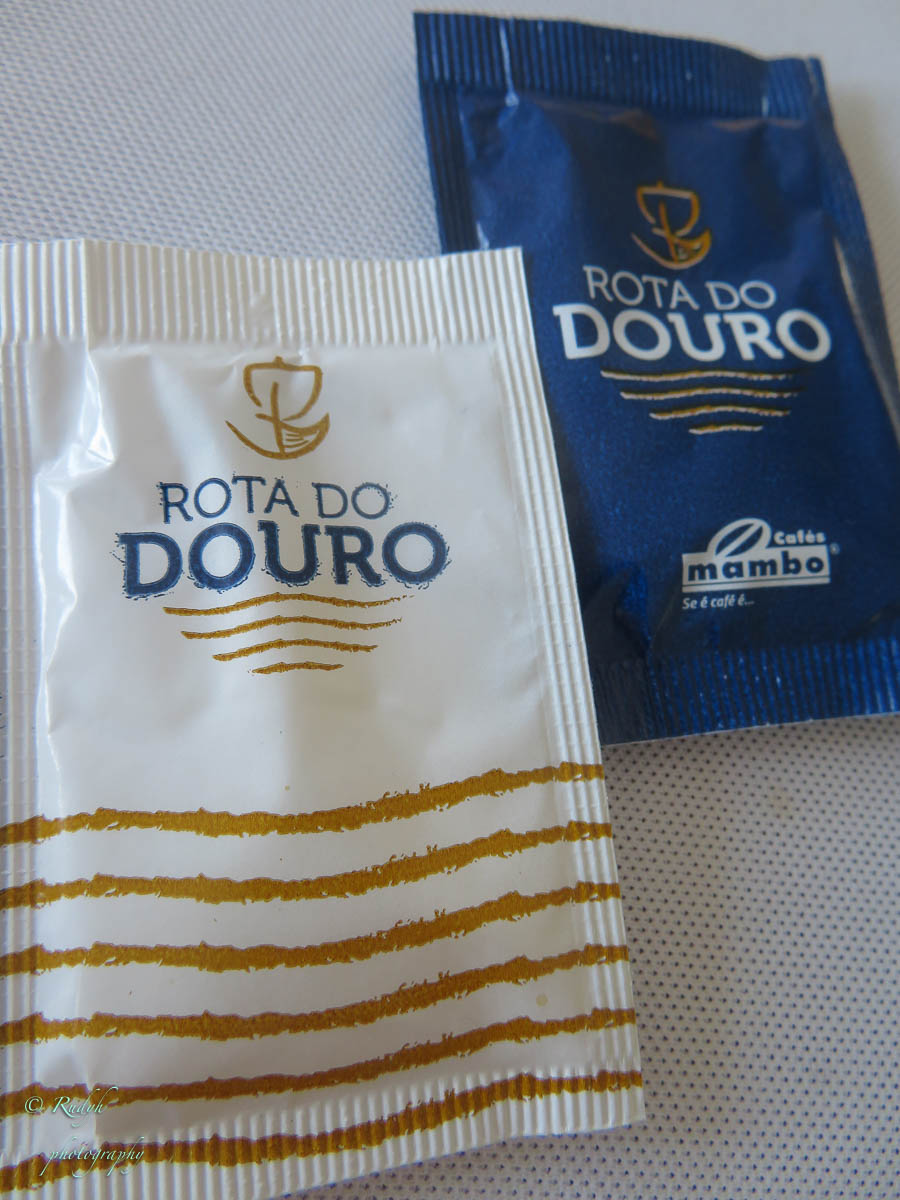 ROTA DO
DOURO
Cafés
mambo®
Se é café é...
ROTA DO
DOURO
© Rudyh
photography